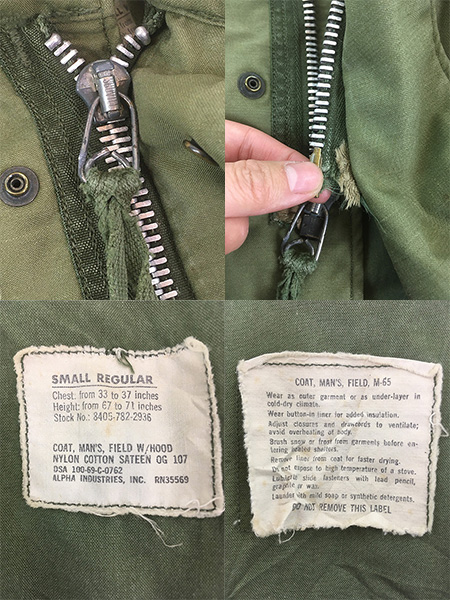 SMALL REGULAR
Chest: from 33 to 37 inches
Height: from 67 to 71 inches
Stock No.: 8405-782-2936
COAT, MAN'S, FIELD W/HOOD
NYLON COTTON SATEEN OG 107
DSA 100-69-C-0762
ALPHA INDUSTRIES, INC. RN35569
COAT, MAN'S, FIELD, M-65
Wear as outer garment or as under-layer in
cold-dry climate.
Wear button-in liner for added insulation.
Adjust closures and drawcords to ventilate;
avoid overheating of body.
Brush snow or frost from garments before en-
tering heated shelters.
Remove liner from coat for faster drying.
Do not expose to high temperature of a stove.
Lubricate slide fasteners with lead pencil,
graphite or wax.
Launder with mild soap or synthetic detergents.
DO NOT REMOVE THIS LABEL